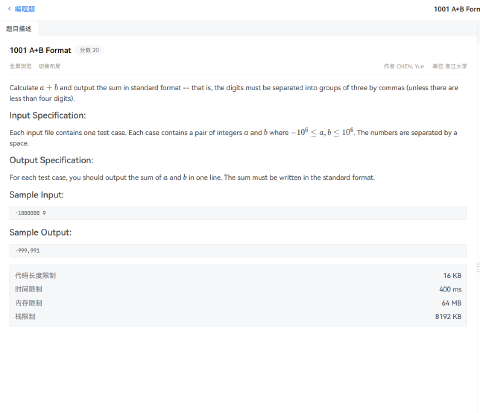 编程题
1001 A+B Form
题目描述
1001 A+B Format 分数 20
全屏浏览 切换布局 作者 CHEN, Yue 单位 浙江大学
Calculate a + b and output the sum in standard format -- that is, the digits must be separated into groups of three by commas (unless there are
less than four digits).
Input Specification:
Each input file contains one test case. Each case contains a pair of integers a and b where −10⁶ ≤ a, b ≤ 10⁶. The numbers are separated by a
space.
Output Specification:
For each test case, you should output the sum of a and b in one line. The sum must be written in the standard format.
Sample Input:
-1000000 9
Sample Output:
-999,991
代码长度限制 16 KB
时间限制 400 ms
内存限制 64 MB
栈限制 8192 KB